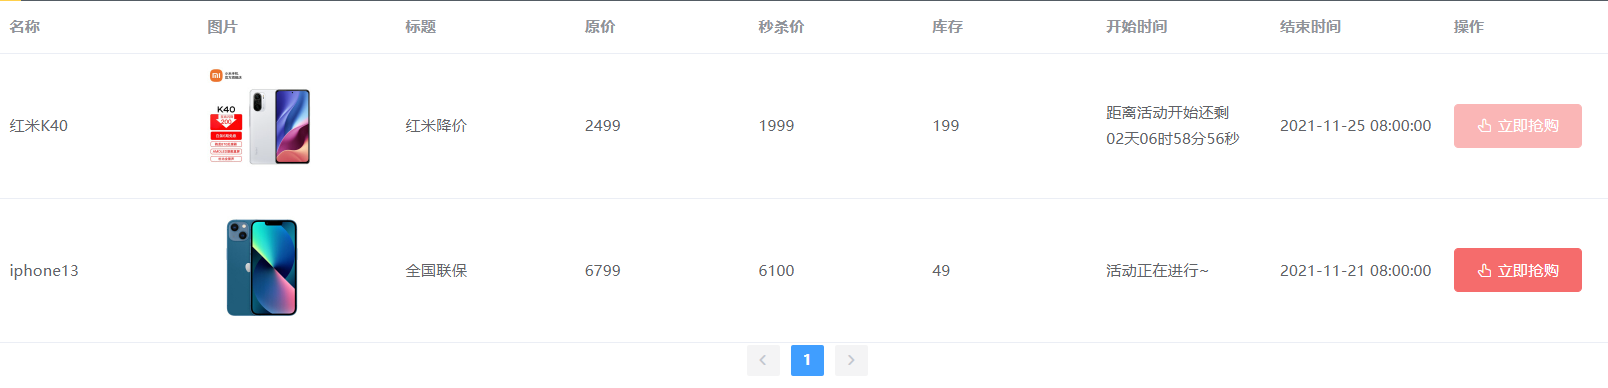 名称 图片 标题 原价 秒杀价 库存 开始时间 结束时间 操作
红米K40 红米降价 2499 1999 199 距离活动开始还剩 2021-11-25 08:00:00 立即抢购
02天06时58分56秒
K40
200
iphone13 全国联保 6799 6100 49 活动正在进行~ 2021-11-21 08:00:00 立即抢购
1